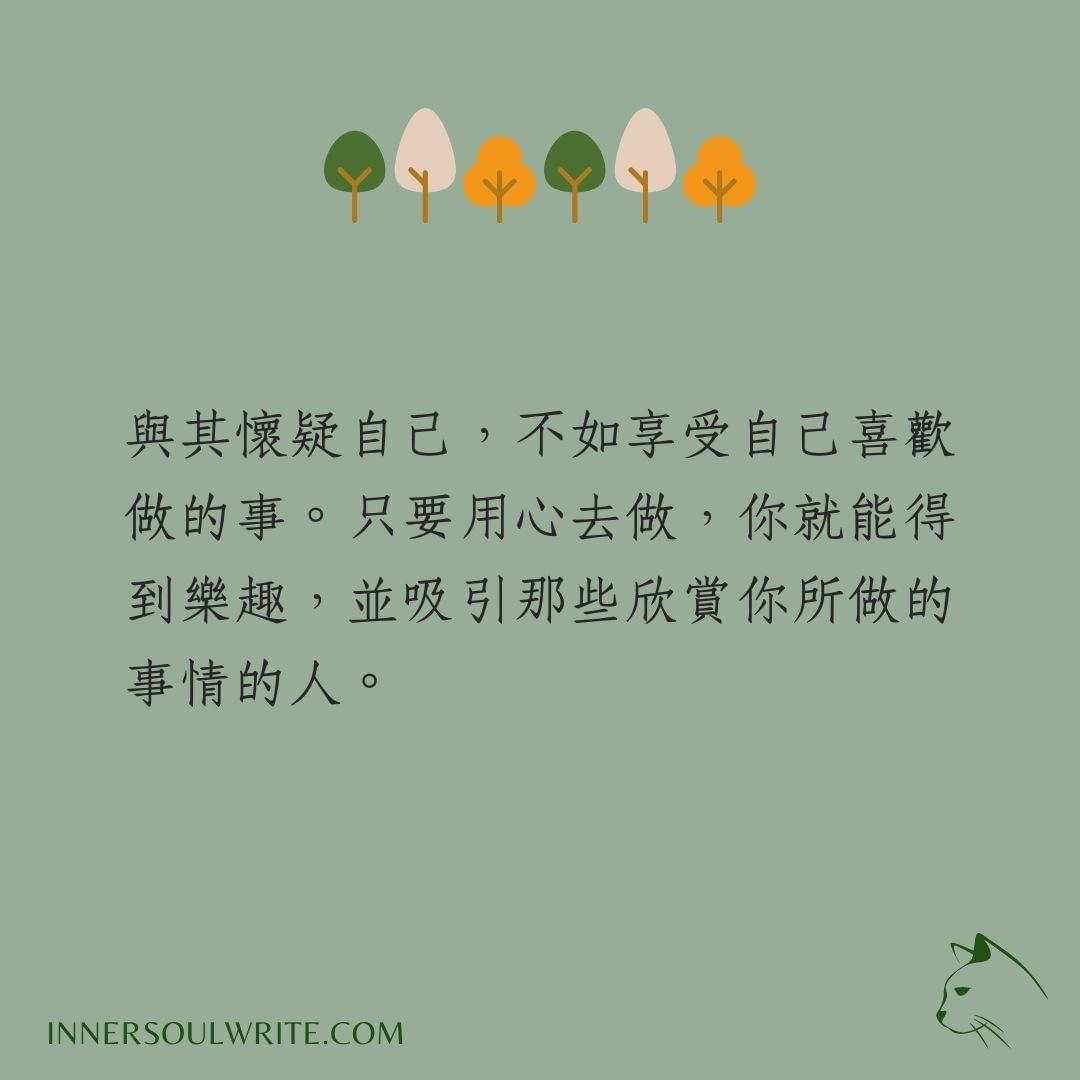 與其懷疑自己，不如享受自己喜歡
做的事。只要用心去做，你就能得
到樂趣，並吸引那些欣賞你所做的
事情的人。
INNERSOULWRITE.COM